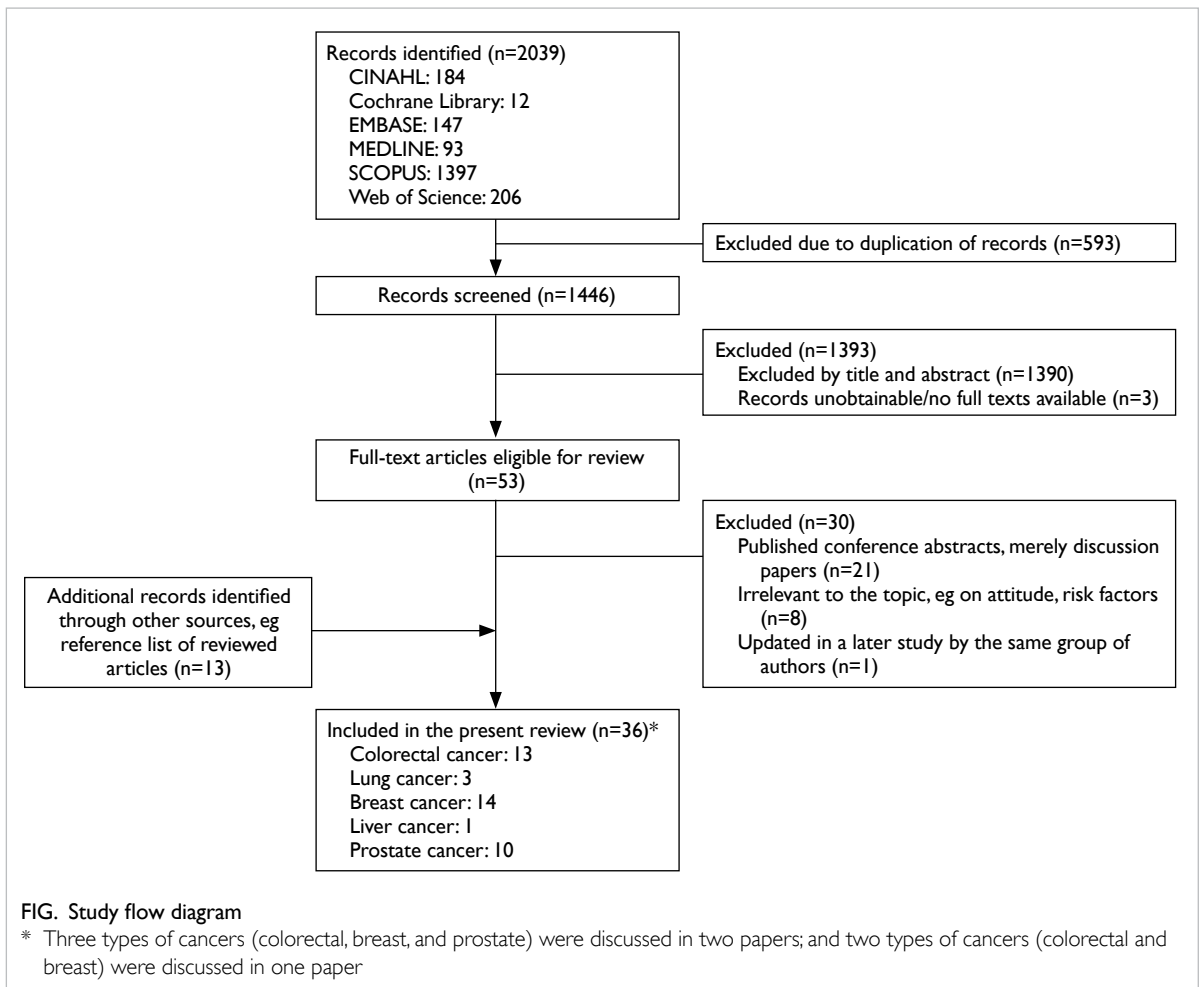 Records identified (n=2039)
CINAHL: 184
Cochrane Library: 12
EMBASE: 147
MEDLINE: 93
SCOPUS: 1397
Web of Science: 206
Excluded due to duplication of records (n=593)
Records screened (n=1446)
Excluded (n=1393)
Excluded by title and abstract (n=1390)
Records unobtainable/no full texts available (n=3)
Full-text articles eligible for review
(n=53)
Excluded (n=30)
Published conference abstracts, merely discussion
papers (n=21)
Irrelevant to the topic, eg on attitude, risk factors
(n=8)
Updated in a later study by the same group of
authors (n=1)
Additional records identified
through other sources, eg
reference list of reviewed
articles (n=13)
Included in the present review (n=36)*
Colorectal cancer: 13
Lung cancer: 3
Breast cancer: 14
Liver cancer: 1
Prostate cancer: 10
FIG. Study flow diagram
* Three types of cancers (colorectal, breast, and prostate) were discussed in two papers; and two types of cancers (colorectal and
breast) were discussed in one paper